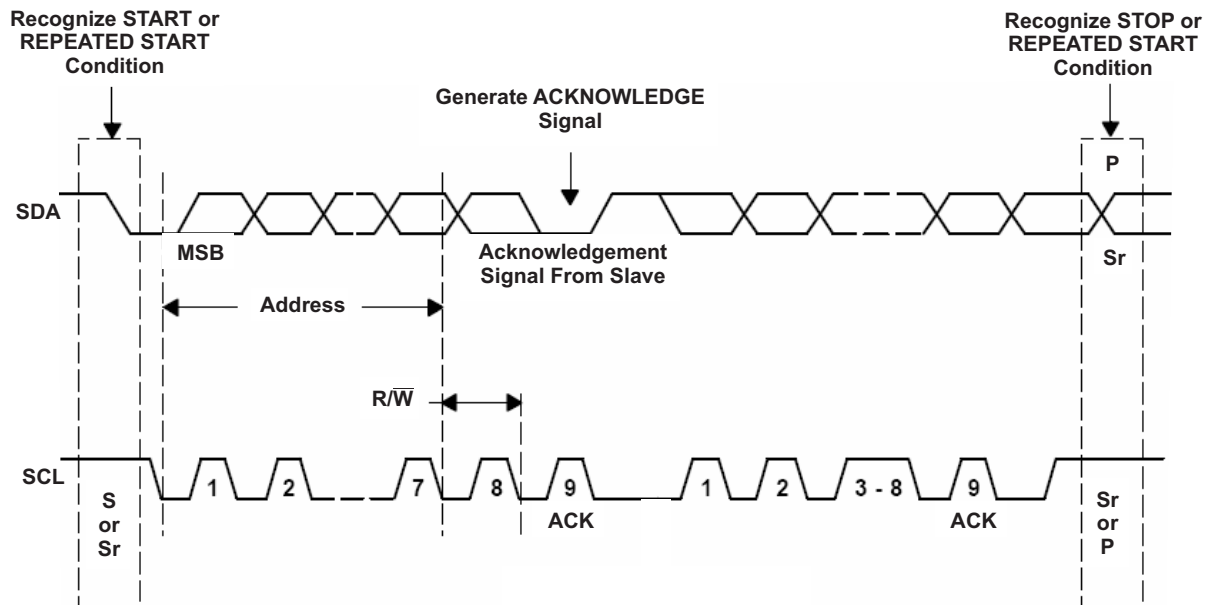 Recognize START or
REPEATED START
Condition
Recognize STOP or
REPEATED START
Condition
Generate ACKNOWLEDGE
Signal
P
SDA
MSB
Acknowledgement
Signal From Slave
Sr
Address
R/W̅
SCL
1
2
7
8
9
1
2
3 - 8
9
S
or
Sr
ACK
ACK
Sr
or
P